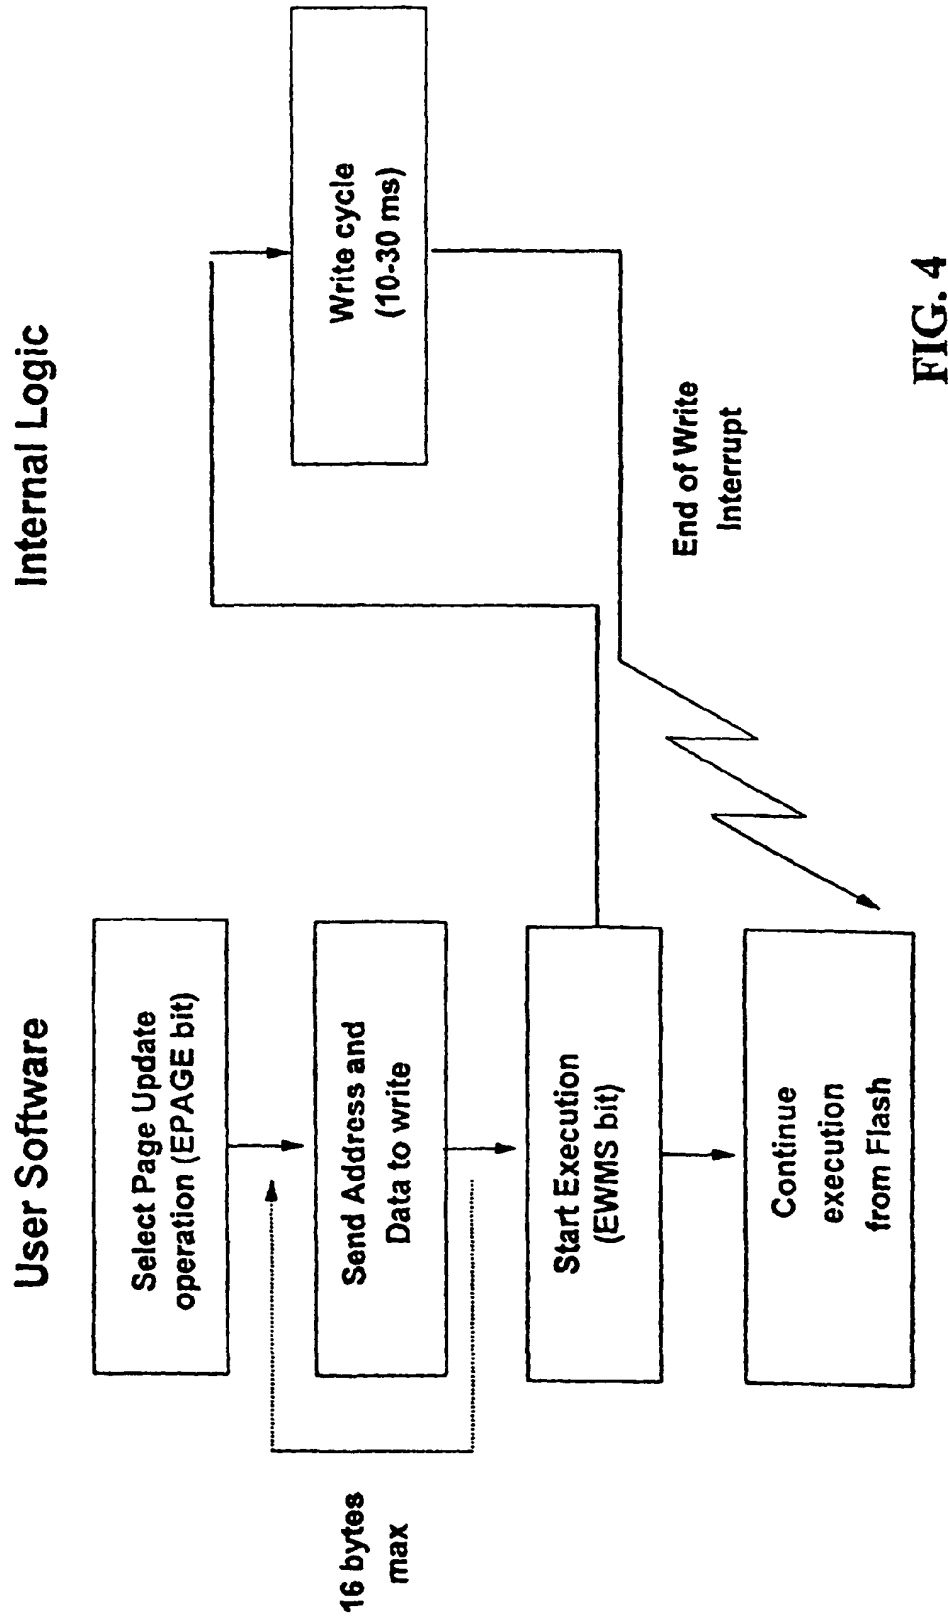 User Software
Internal Logic
Select Page Update
operation (EPAGE bit)
16 bytes
max
Send Address and
Data to write
Start Execution
(EWMS bit)
Continue
execution
from Flash
Write cycle
(10-30 ms)
End of Write
Interrupt
FIG. 4